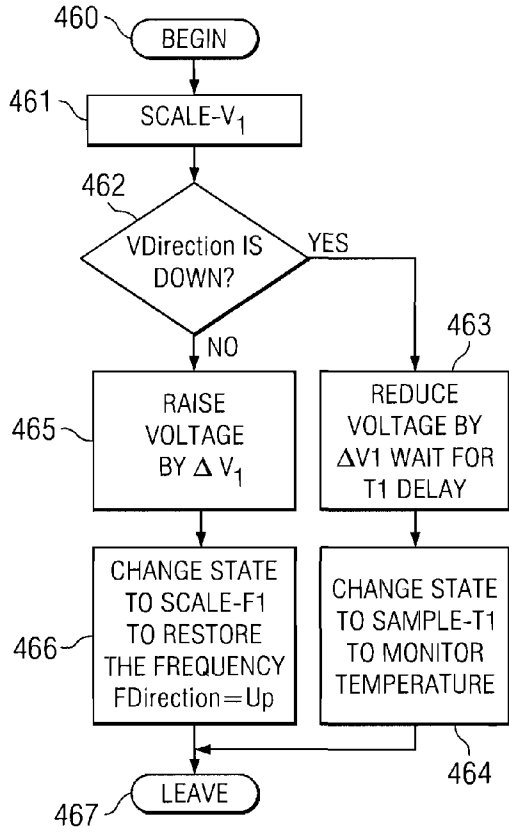 460
BEGIN
461
SCALE-V₁
462
VDirection IS
DOWN?
YES
NO
463
REDUCE
VOLTAGE BY
ΔV1 WAIT FOR
T1 DELAY
465
RAISE
VOLTAGE
BY Δ V₁
466
CHANGE STATE
TO SCALE-F1
TO RESTORE
THE FREQUENCY
FDirection=Up
CHANGE STATE
TO SAMPLE-T1
TO MONITOR
TEMPERATURE
464
467
LEAVE